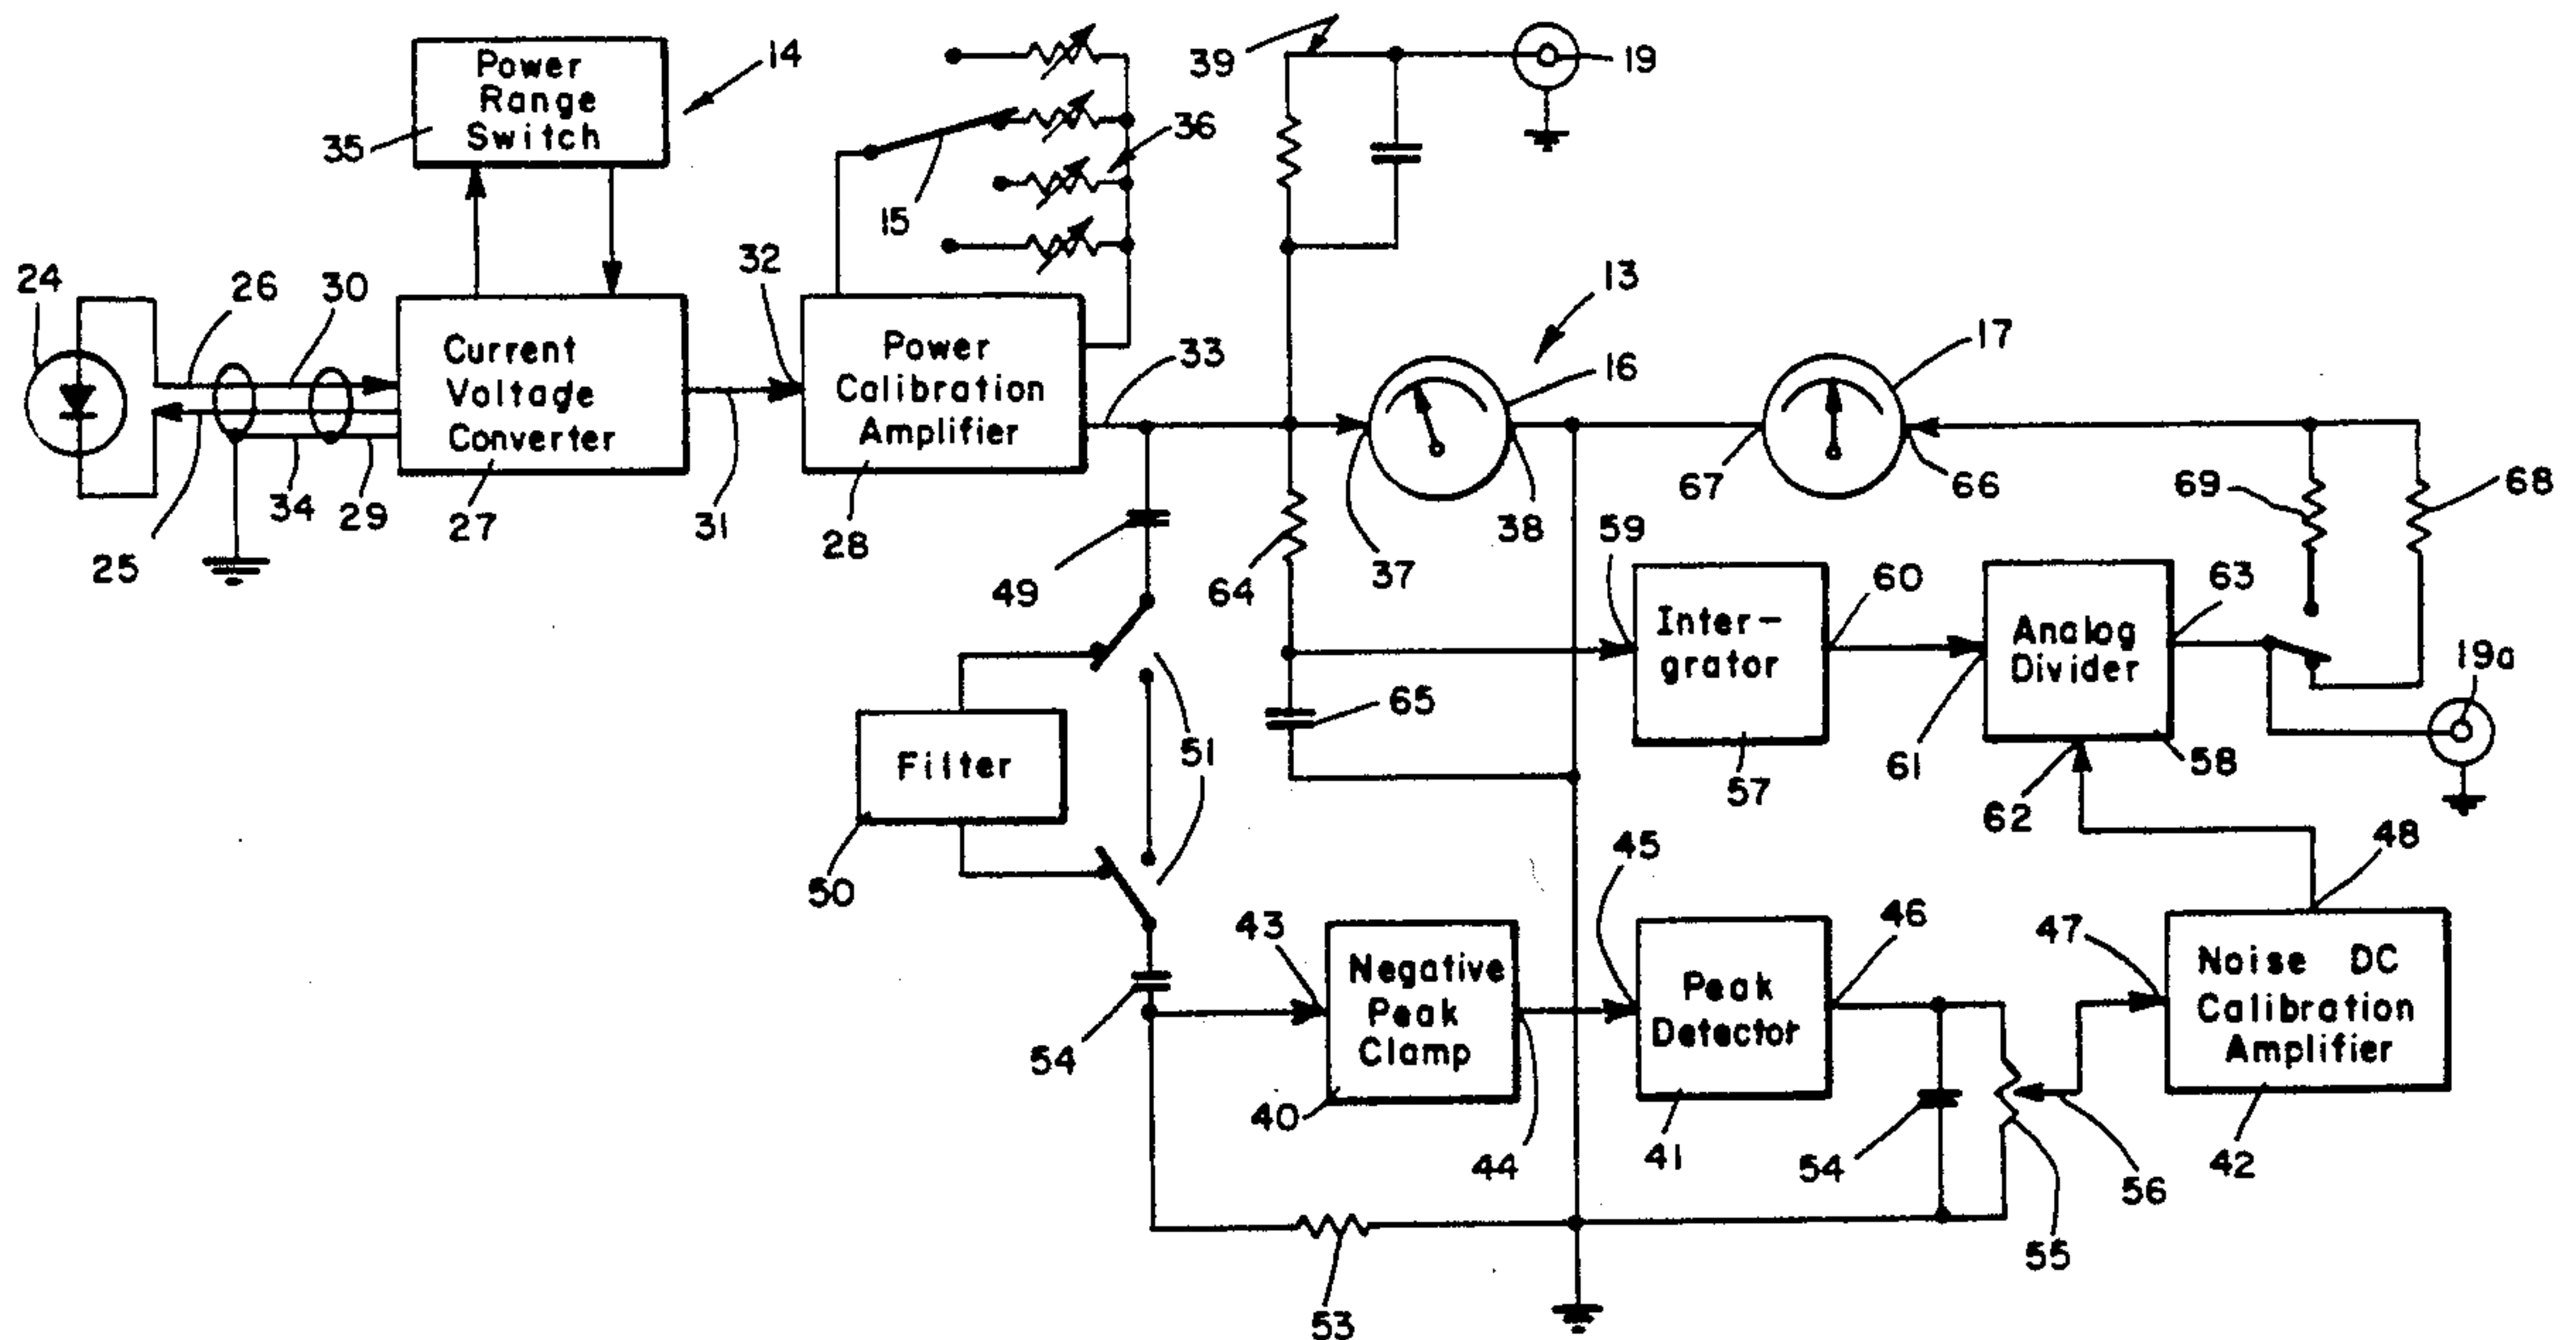 Power
Range
Switch
35
14
36
15
39
19
24
26
30
Current
Voltage
Converter
25
34
29
27
31
32
Power
Calibration
Amplifier
28
33
13
16
17
37
38
67
66
69
68
49
64
59
60
Inter-
grator
57
61
Analog
Divider
63
58
62
19a
65
51
Filter
50
54
43
Negative
Peak
Clamp
40
44
45
Peak
Detector
41
46
54
55
56
47
48
Noise DC
Calibration
Amplifier
42
53